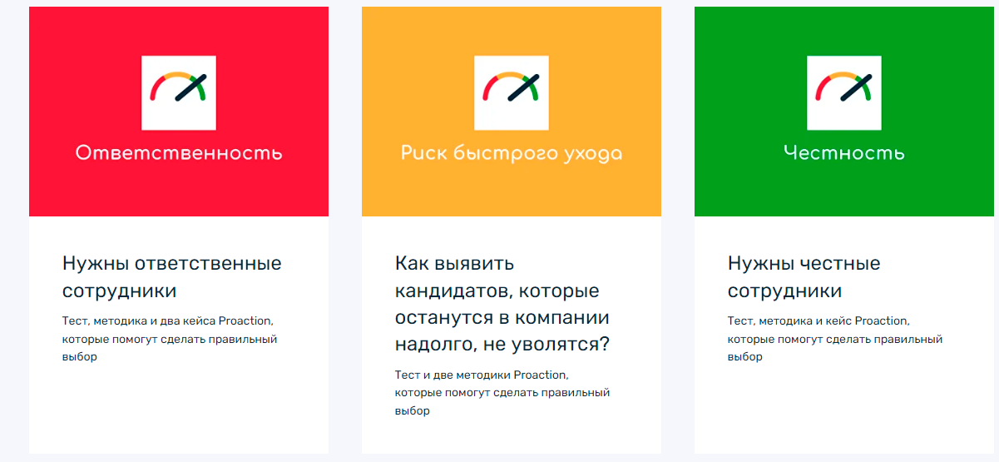 Ответственность
Нужны ответственные
сотрудники
Тест, методика и два кейса Proaction,
которые помогут сделать правильный
выбор
Риск быстрого ухода
Как выявить
кандидатов, которые
останутся в компании
надолго, не уволятся?
Тест и две методики Proaction,
которые помогут сделать правильный
выбор
Честность
Нужны честные
сотрудники
Тест, методика и кейс Proaction,
которые помогут сделать правильный
выбор